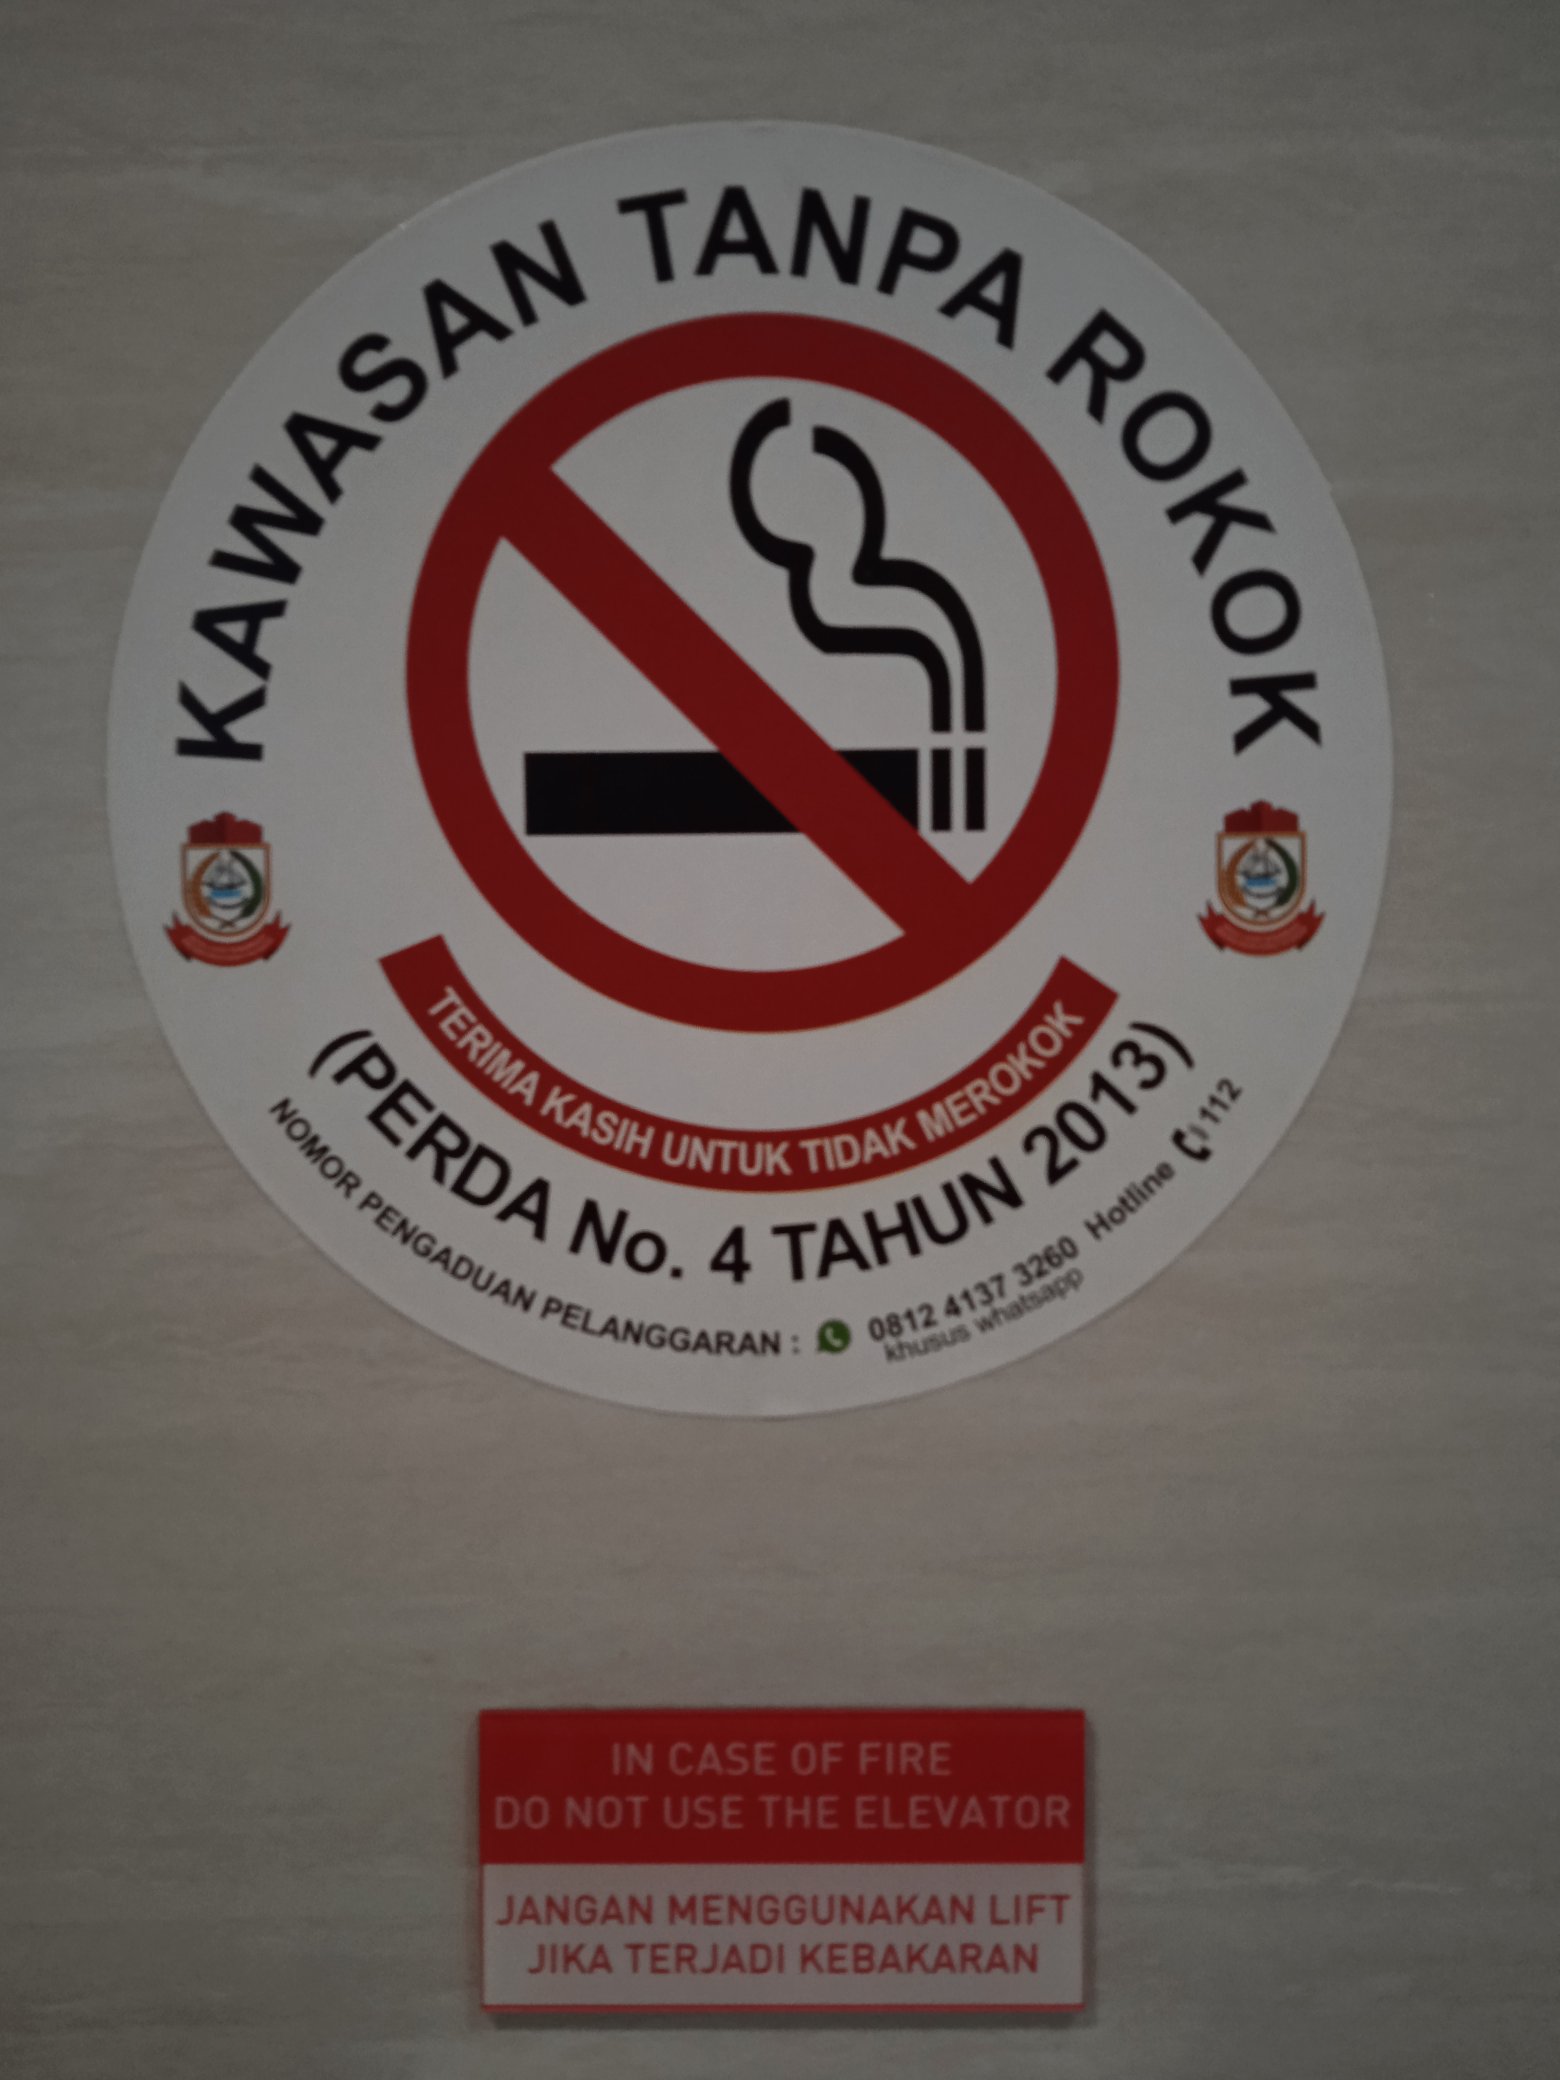 KAWASAN TANPA ROKOK
TERIMA KASIH UNTUK TIDAK MEROKOK
(PERDA No. 4 TAHUN 2013)
NOMOR PENGADUAN PELANGGARAN : 0812 4137 3260 Hotline 112
khusus whatsapp
IN CASE OF FIRE
DO NOT USE THE ELEVATOR
JANGAN MENGGUNAKAN LIFT
JIKA TERJADI KEBAKARAN